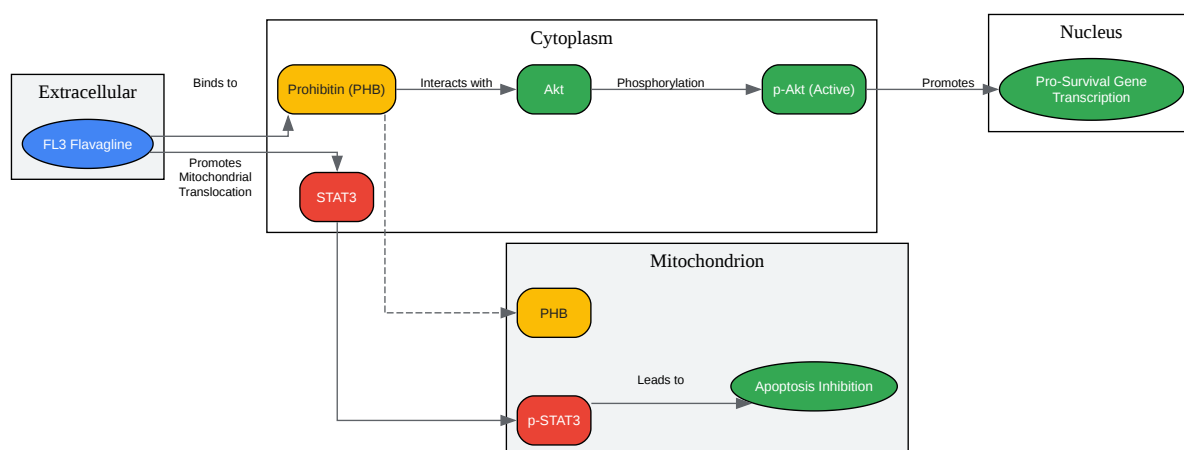 Extracellular
FL3 Flavagline
Binds to
Promotes
Mitochondrial
Translocation
Cytoplasm
Prohibitin (PHB)
Interacts with
Akt
Phosphorylation
p-Akt (Active)
Promotes
STAT3
Nucleus
Pro-Survival Gene
Transcription
Mitochondrion
PHB
p-STAT3
Leads to
Apoptosis Inhibition